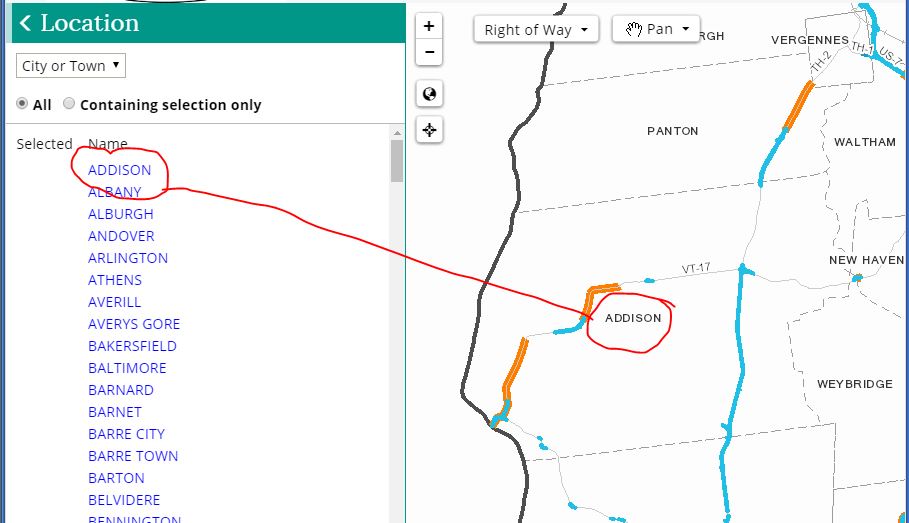 Location
City or Town
All Containing selection only
Selected Name
ADDISON
ALBANY
ALBURGH
ANDOVER
ARLINGTON
ATHENS
AVERILL
AVERYS GORE
BAKERSFIELD
BALTIMORE
BARNARD
BARNET
BARRE CITY
BARRE TOWN
BARTON
BELVIDERE
BENNINGTON
+
−
Right of Way
Pan
RGH
VERGENNES
TH-1
US-7
TH-2
PANTON
WALTHAM
NEW HAVEN
VT-17
ADDISON
WEYBRIDGE